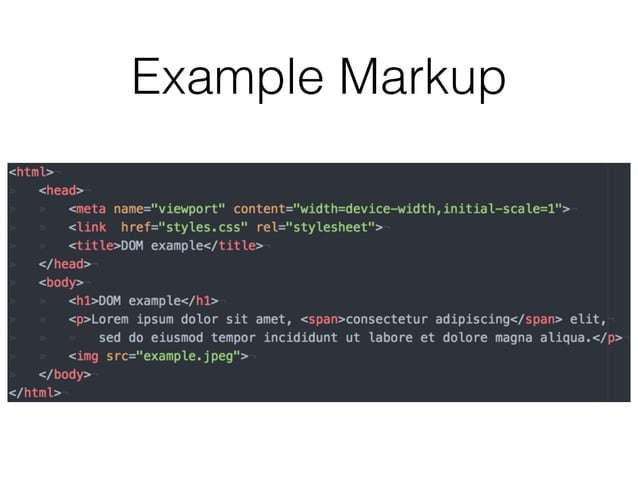 Example Markup
<html>
<head>
<meta name="viewport" content="width=device-width,initial-scale=1">
<link  href="styles.css" rel="stylesheet">
<title>DOM example</title>
</head>
<body>
<h1>DOM example</h1>
<p>Lorem ipsum dolor sit amet, <span>consectetur adipiscing</span> elit,
sed do eiusmod tempor incididunt ut labore et dolore magna aliqua.</p>
<img src="example.jpeg">
</body>
</html>